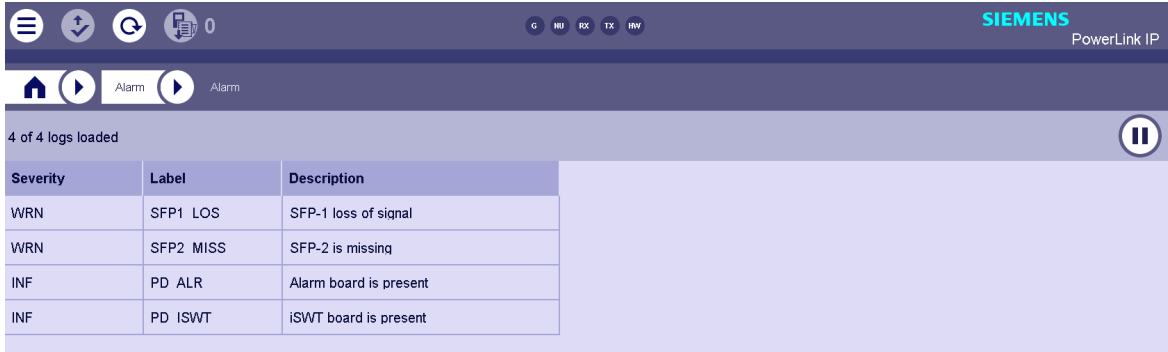 0
G NU RX TX HW
SIEMENS
PowerLink IP
Alarm Alarm
4 of 4 logs loaded
Severity Label Description
WRN SFP1 LOS SFP-1 loss of signal
WRN SFP2 MISS SFP-2 is missing
INF PD ALR Alarm board is present
INF PD ISWT iSWT board is present